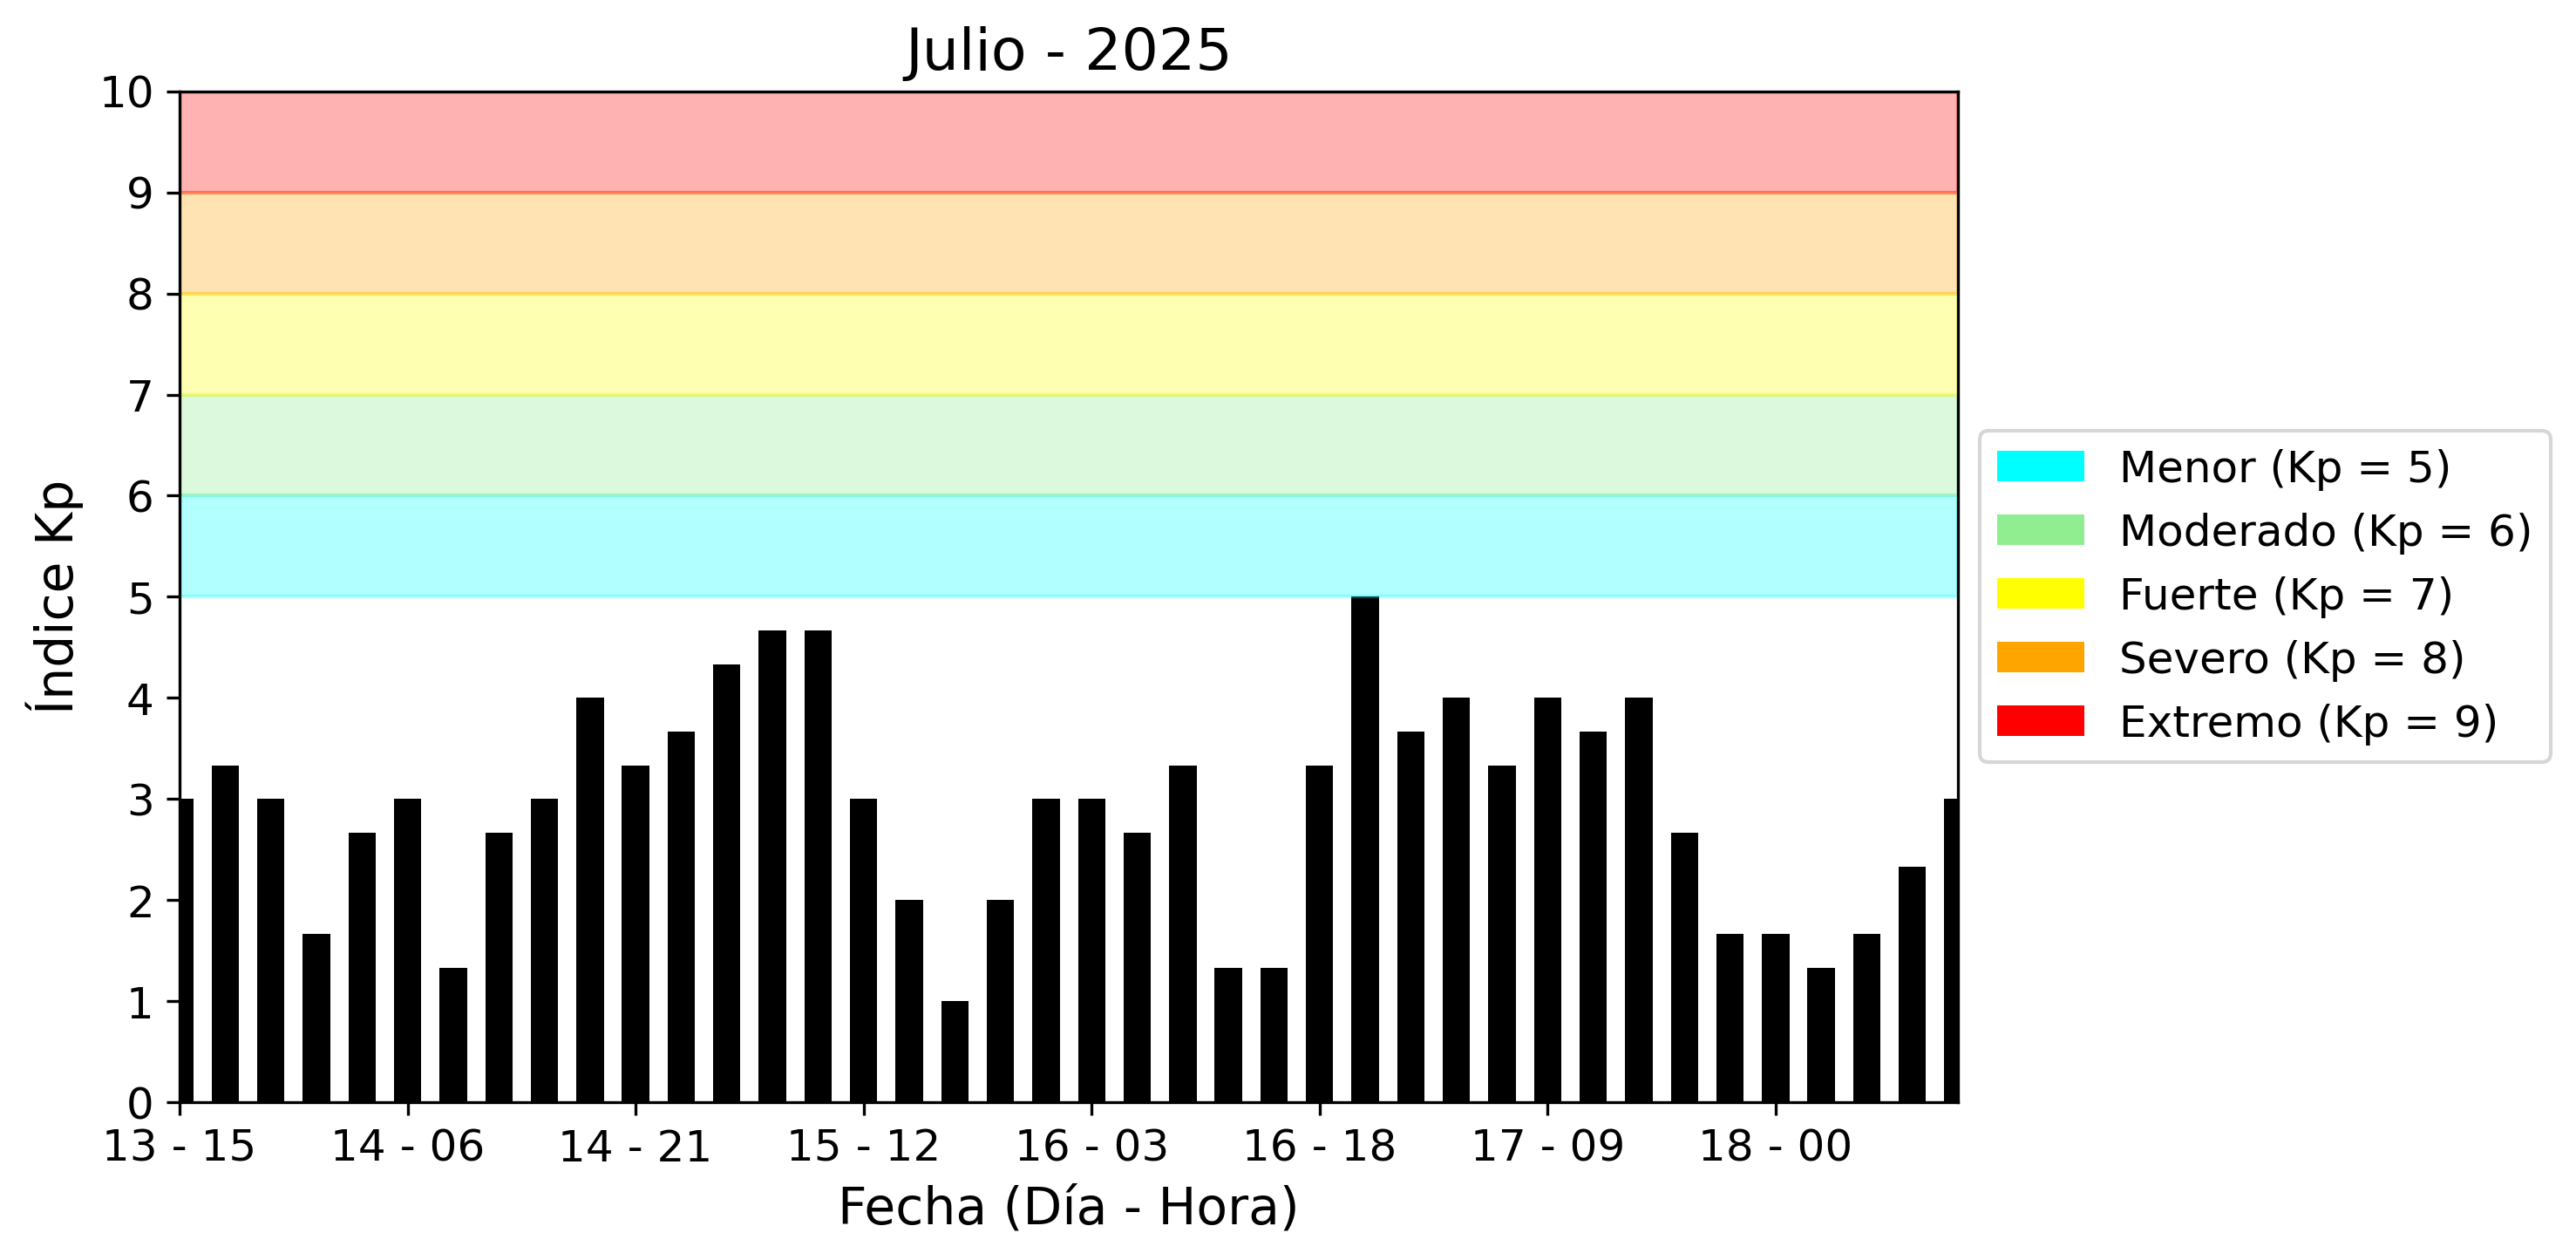 Julio - 2025
10
9
8
7
6
5
4
3
2
1
0
Índice Kp
13 - 15
14 - 06
14 - 21
15 - 12
16 - 03
16 - 18
17 - 09
18 - 00
Fecha (Día - Hora)
Menor (Kp = 5)
Moderado (Kp = 6)
Fuerte (Kp = 7)
Severo (Kp = 8)
Extremo (Kp = 9)